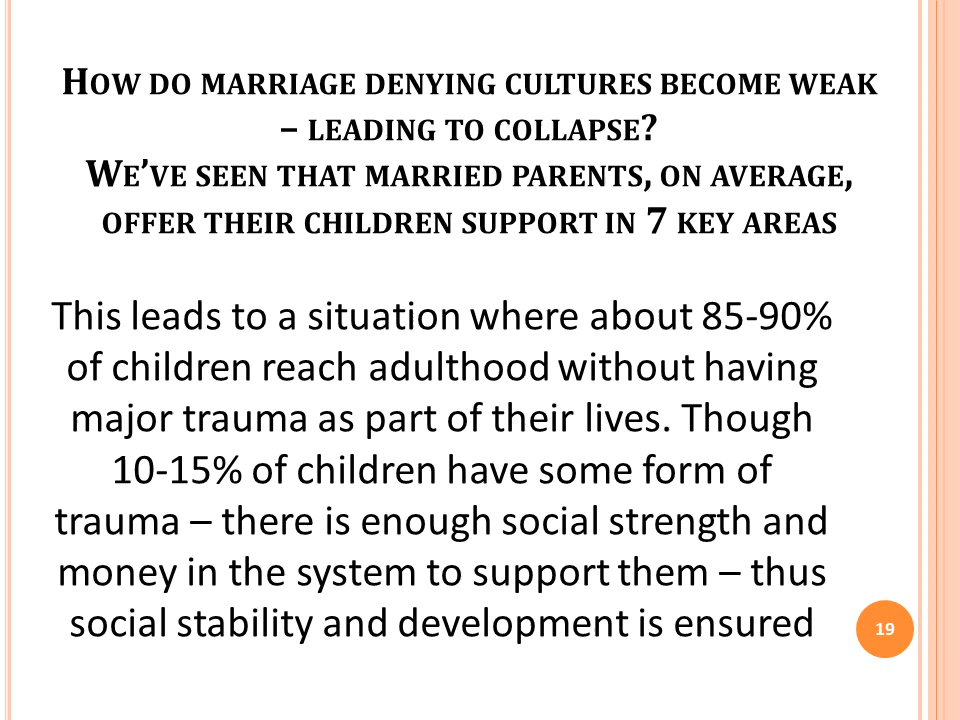 HOW DO MARRIAGE DENYING CULTURES BECOME WEAK
– LEADING TO COLLAPSE?
WE’VE SEEN THAT MARRIED PARENTS, ON AVERAGE,
OFFER THEIR CHILDREN SUPPORT IN 7 KEY AREAS
This leads to a situation where about 85-90%
of children reach adulthood without having
major trauma as part of their lives. Though
10-15% of children have some form of
trauma – there is enough social strength and
money in the system to support them – thus
social stability and development is ensured
19